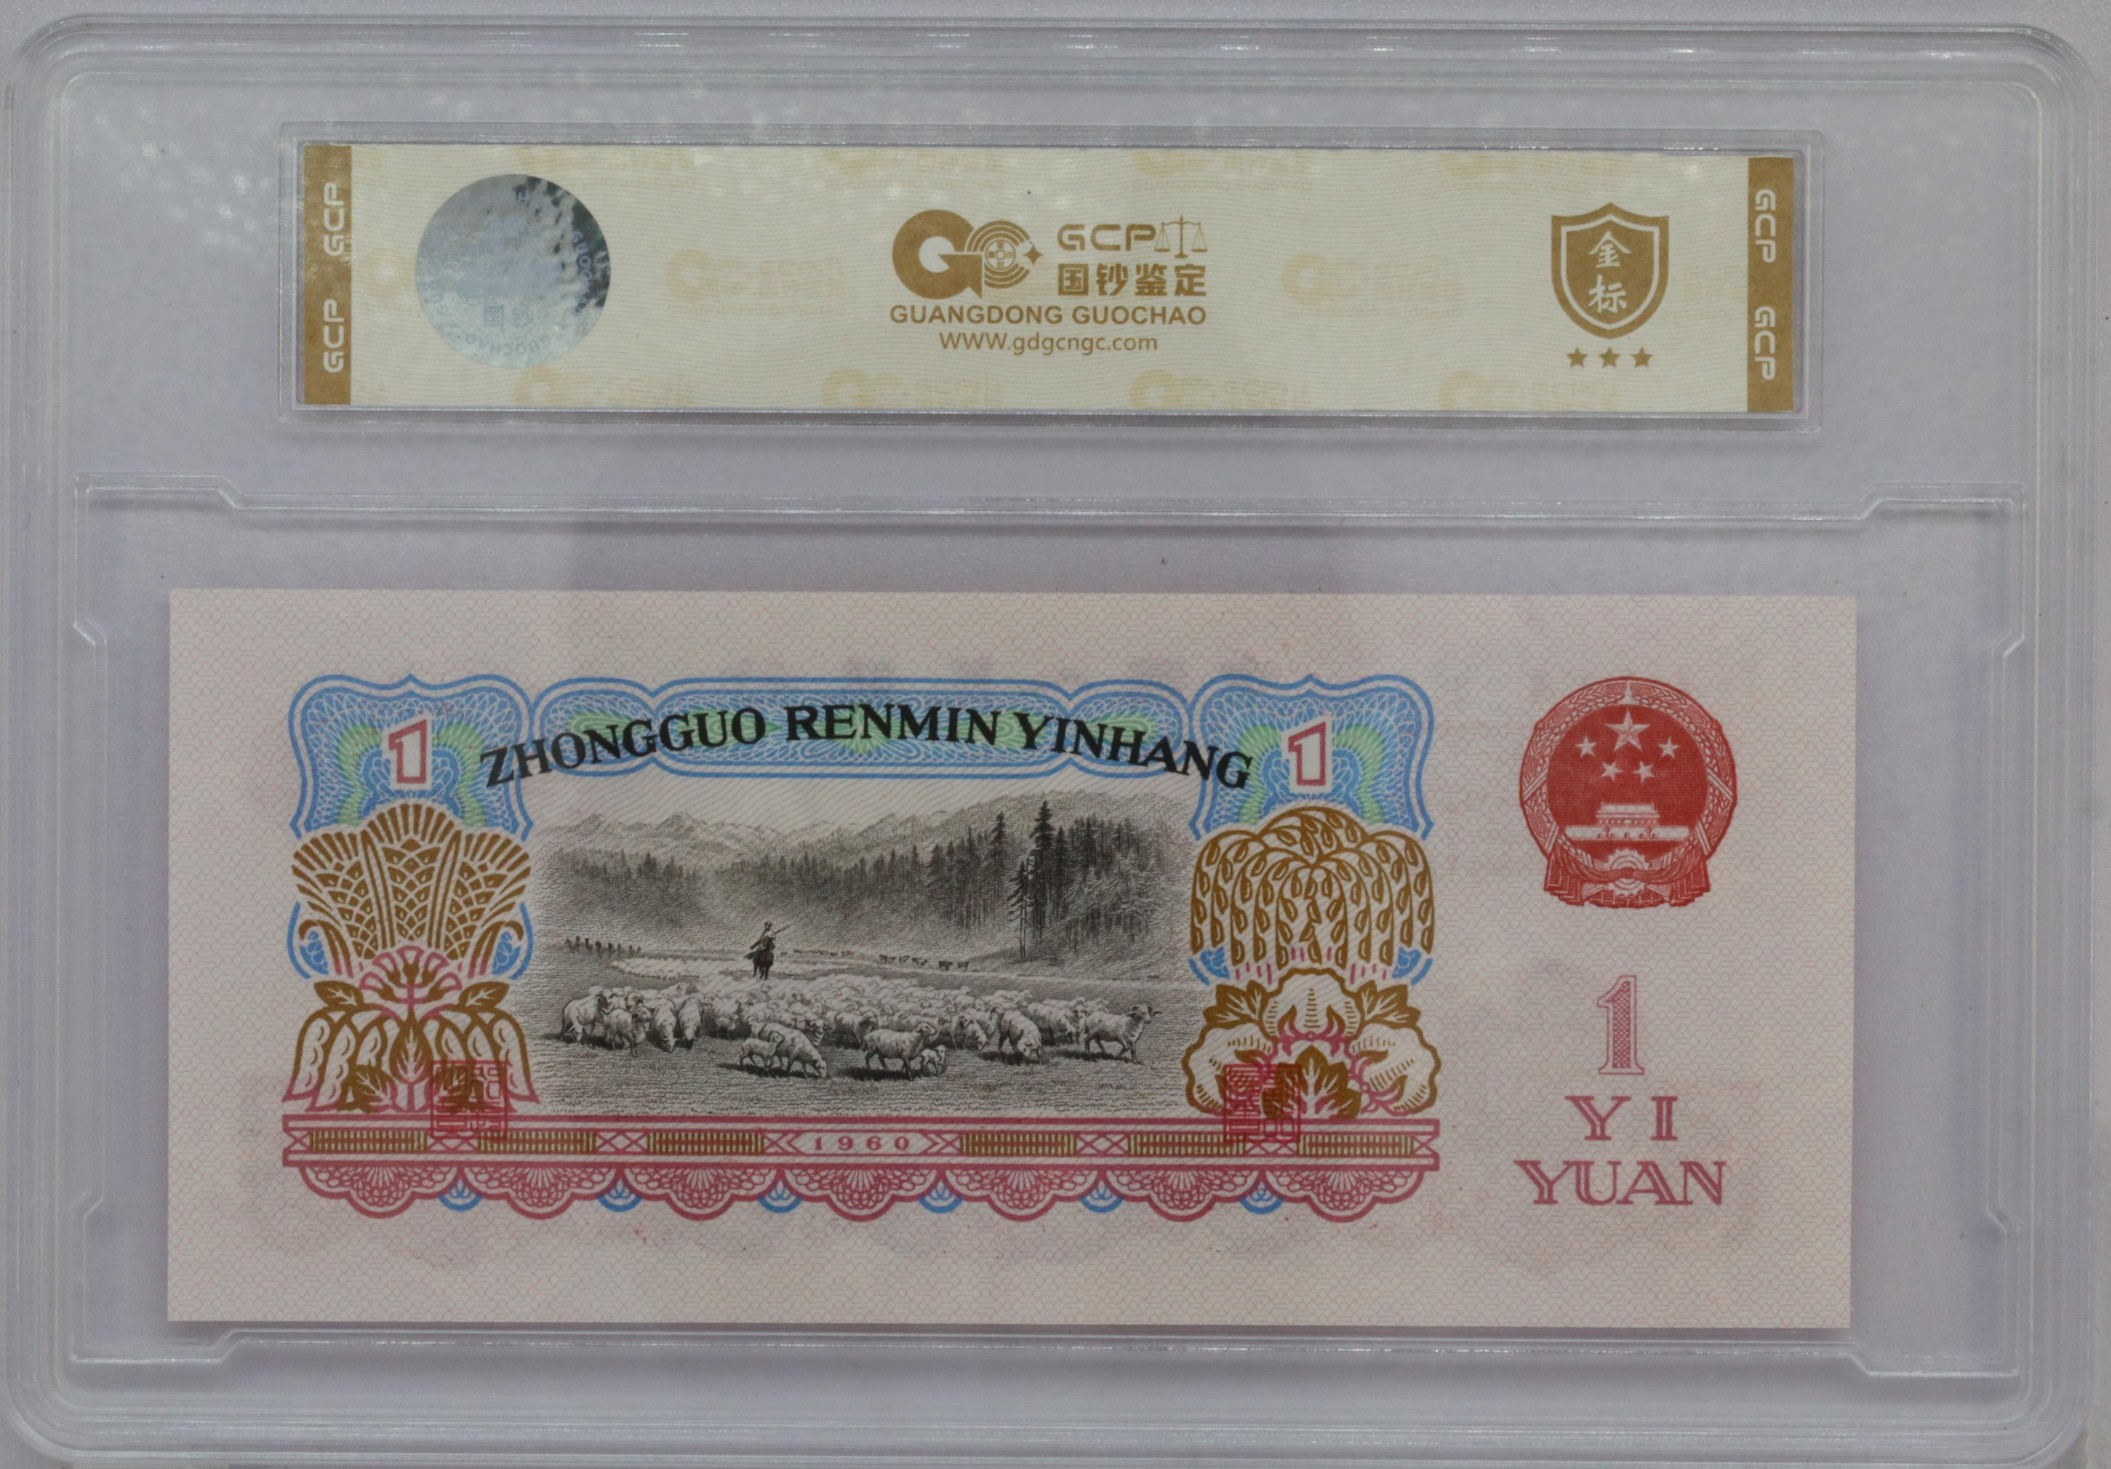 GCP GCP
GCP
国钞鉴定
GUANGDONG GUOCHAO
WWW.gdgcngc.com
金
标
GCP GCP
1
ZHONGGUO RENMIN YINHANG
1
1960
1
YI
YUAN